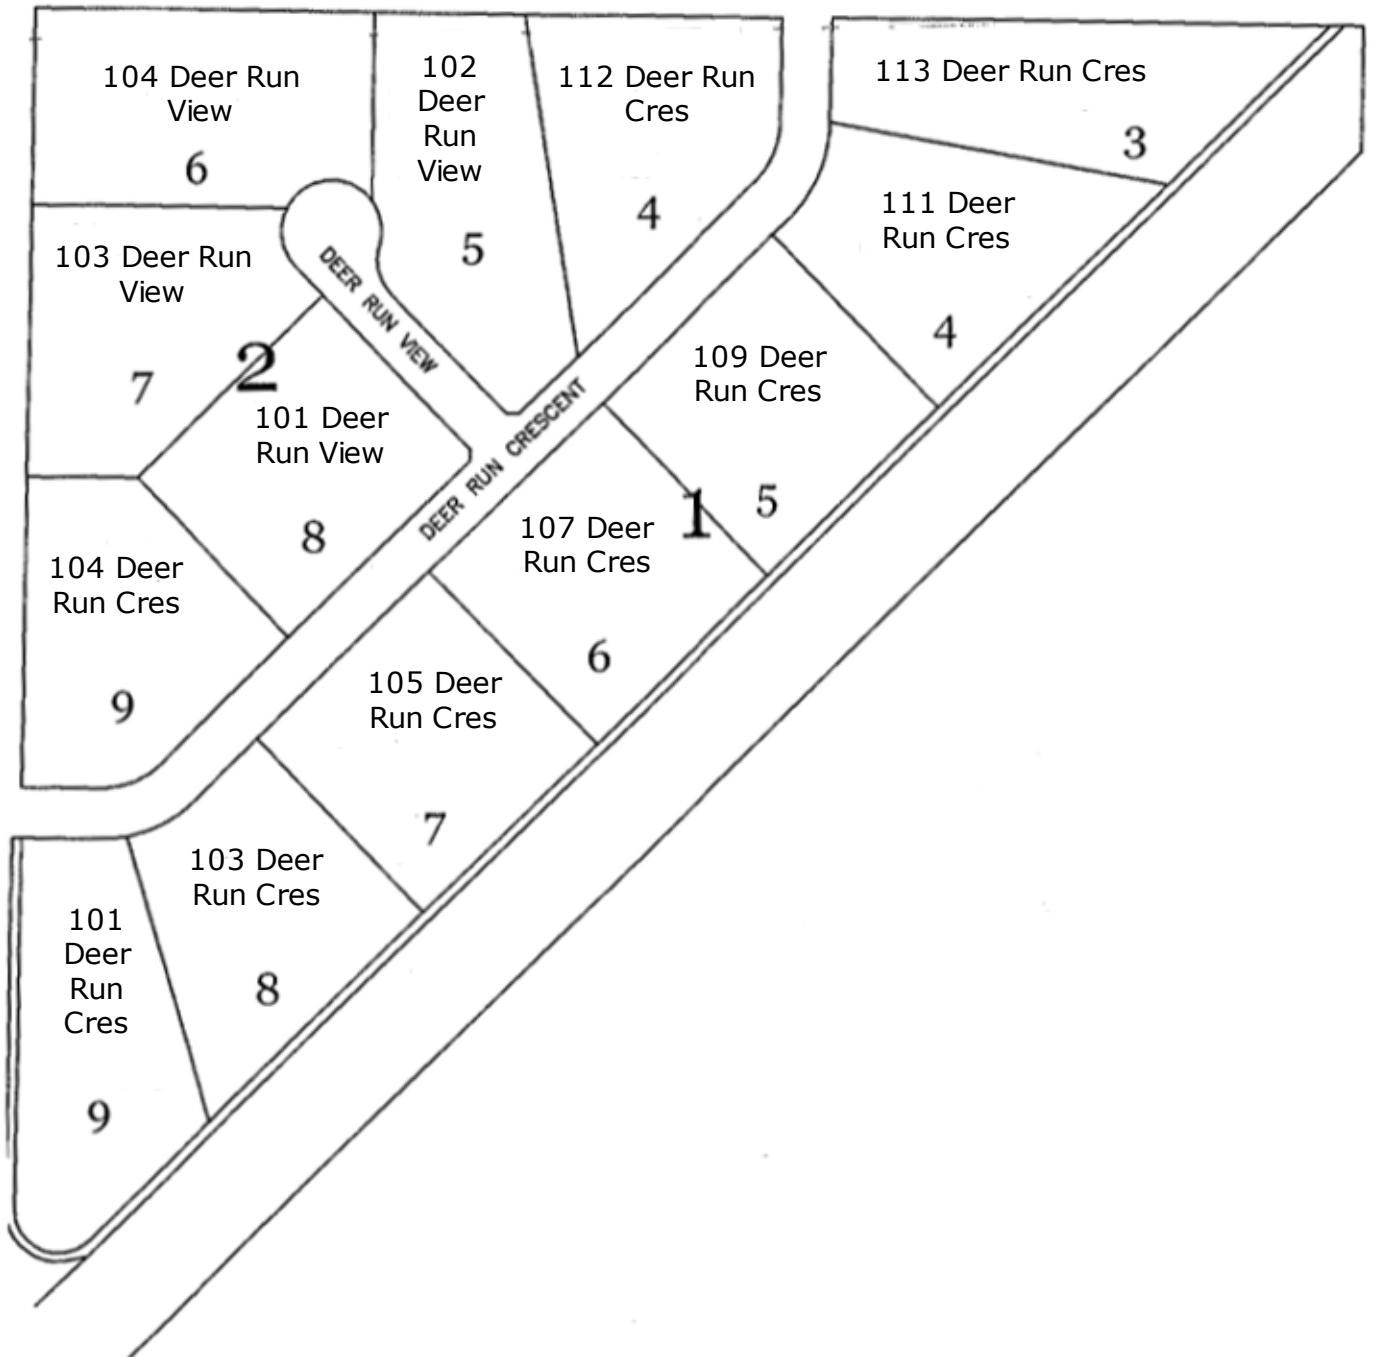 104 Deer Run
View
6
102
Deer
Run
View
5
112 Deer Run
Cres
4
113 Deer Run Cres
3
111 Deer
Run Cres
4
103 Deer Run
View
7
2
DEER RUN VIEW
101 Deer
Run View
8
DEER RUN CRESCENT
109 Deer
Run Cres
5
1
107 Deer
Run Cres
6
104 Deer
Run Cres
9
105 Deer
Run Cres
7
103 Deer
Run Cres
8
101
Deer
Run
Cres
9